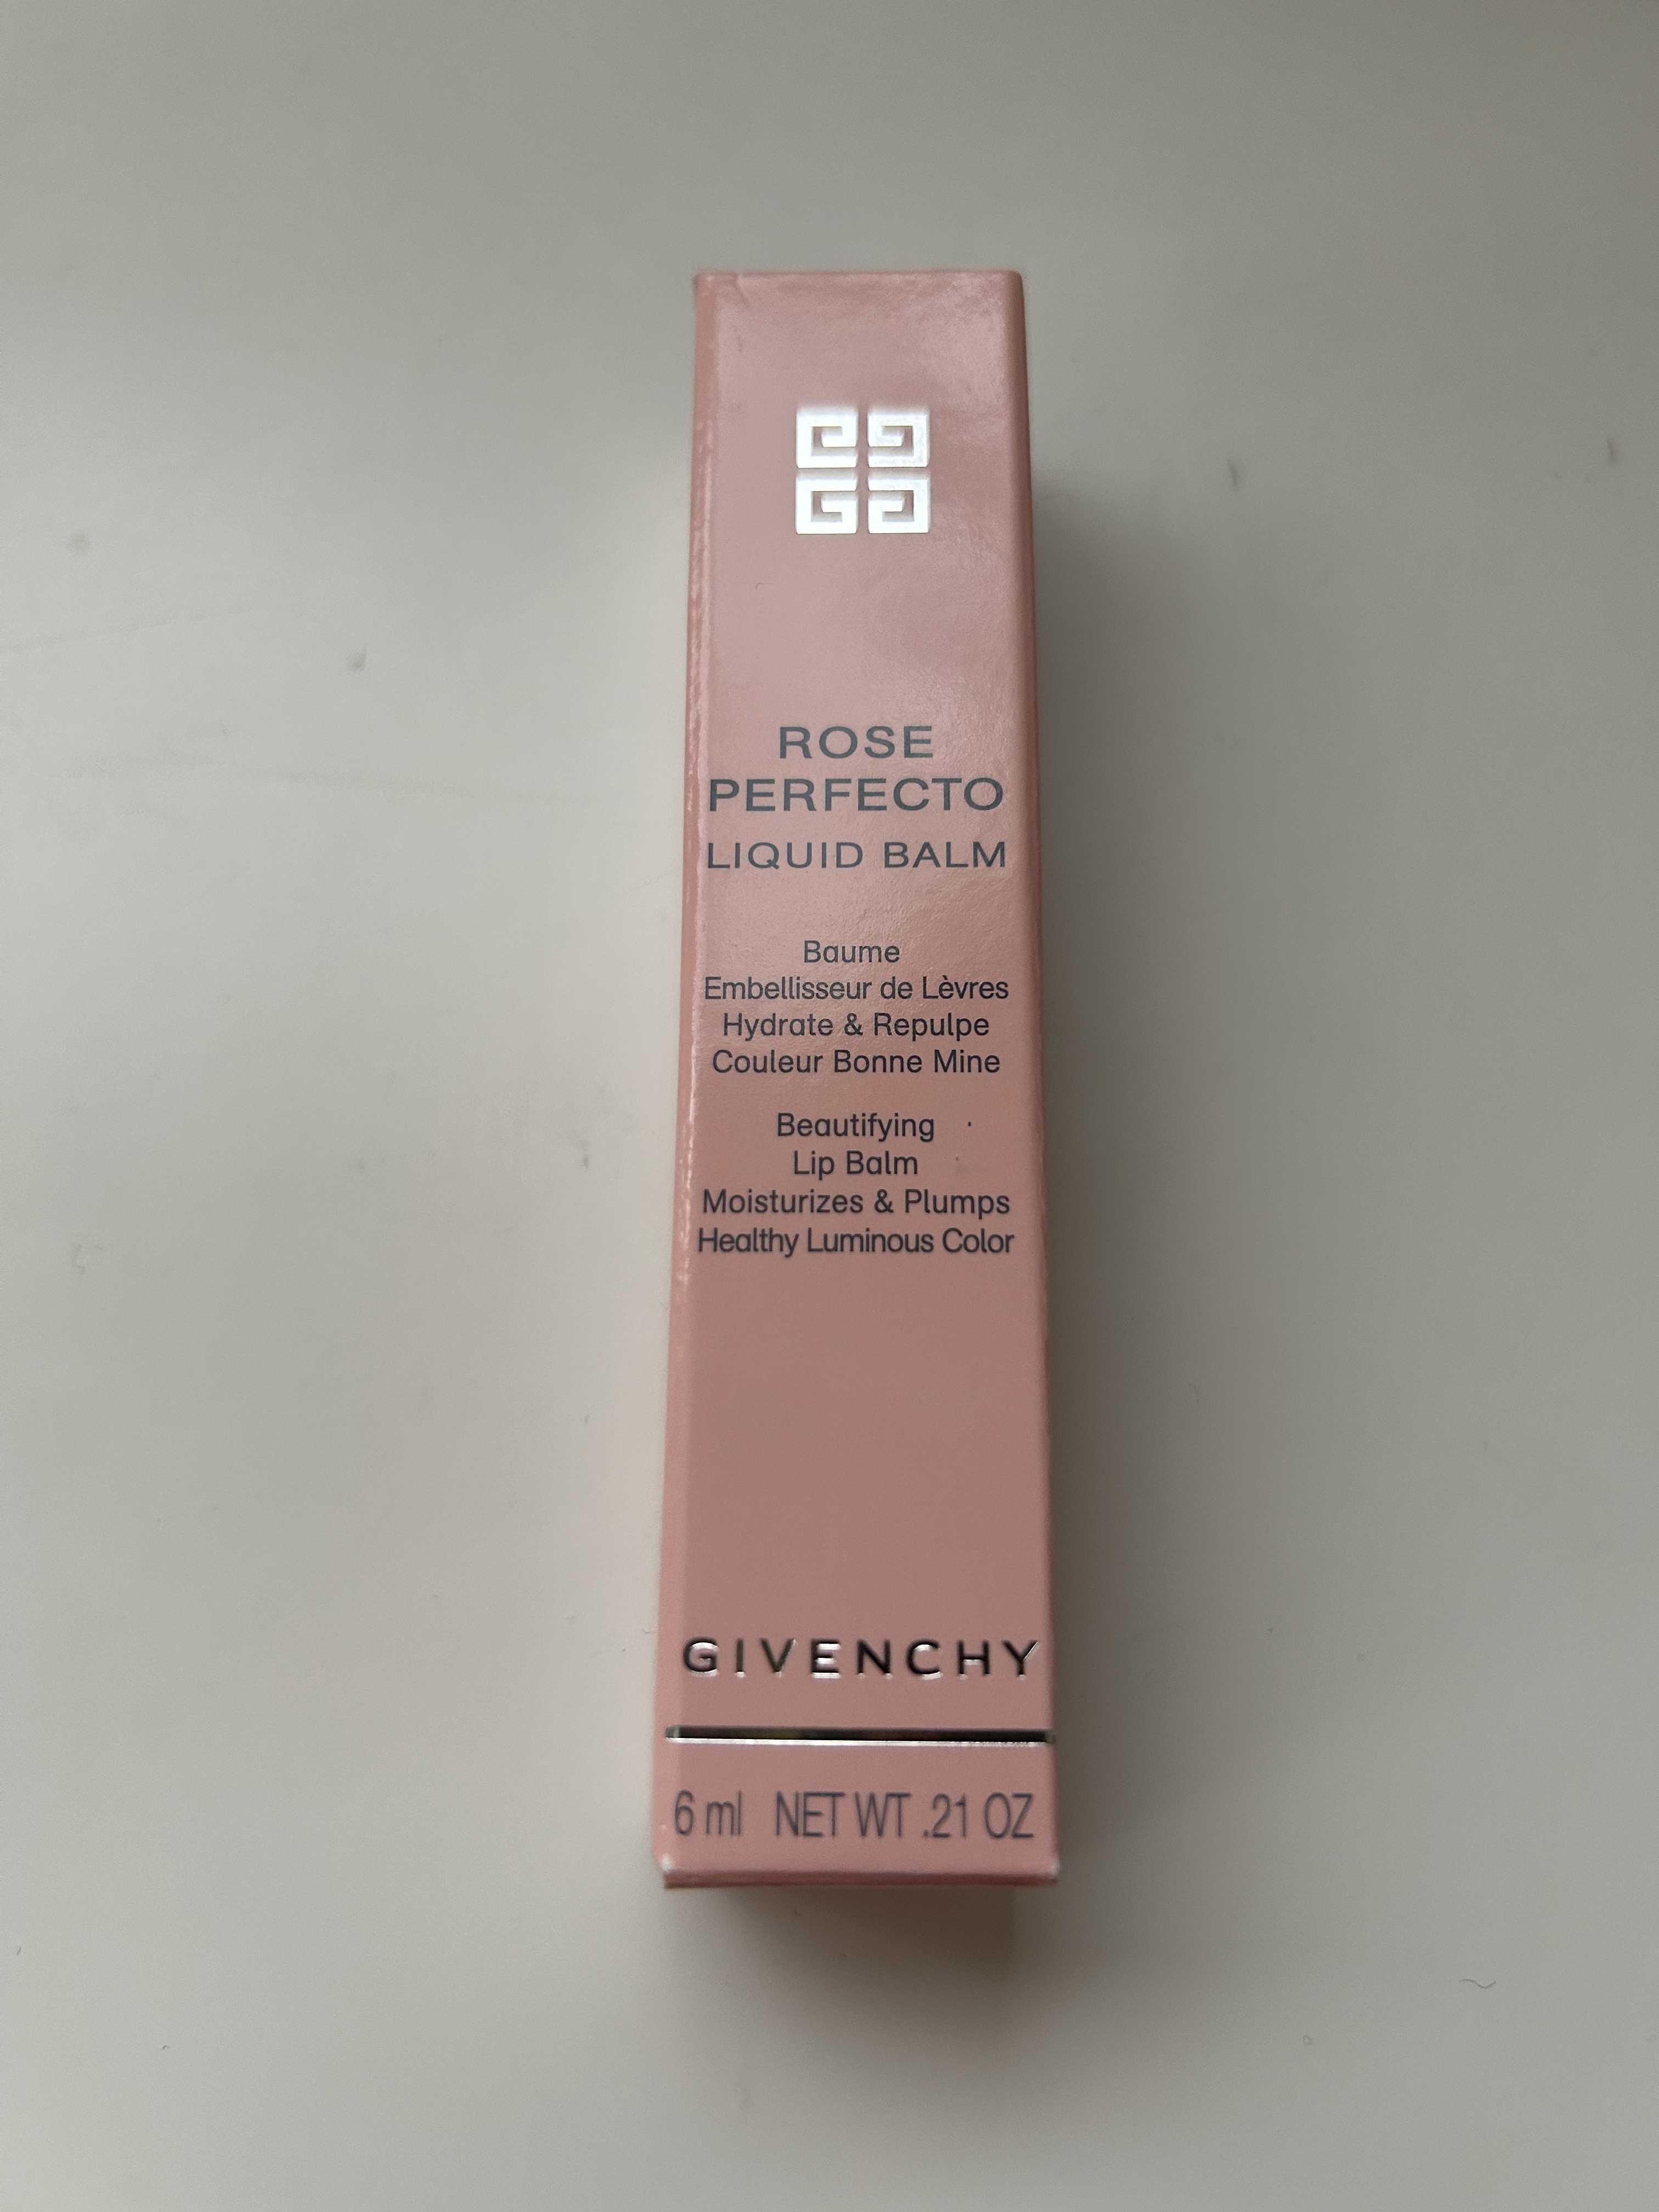 ROSE
PERFECTO
LIQUID BALM
Baume
Embellisseur de Lèvres
Hydrate & Repulpe
Couleur Bonne Mine
Beautifying
Lip Balm
Moisturizes & Plumps
Healthy Luminous Color
GIVENCHY
6 ml NET WT .21 OZ